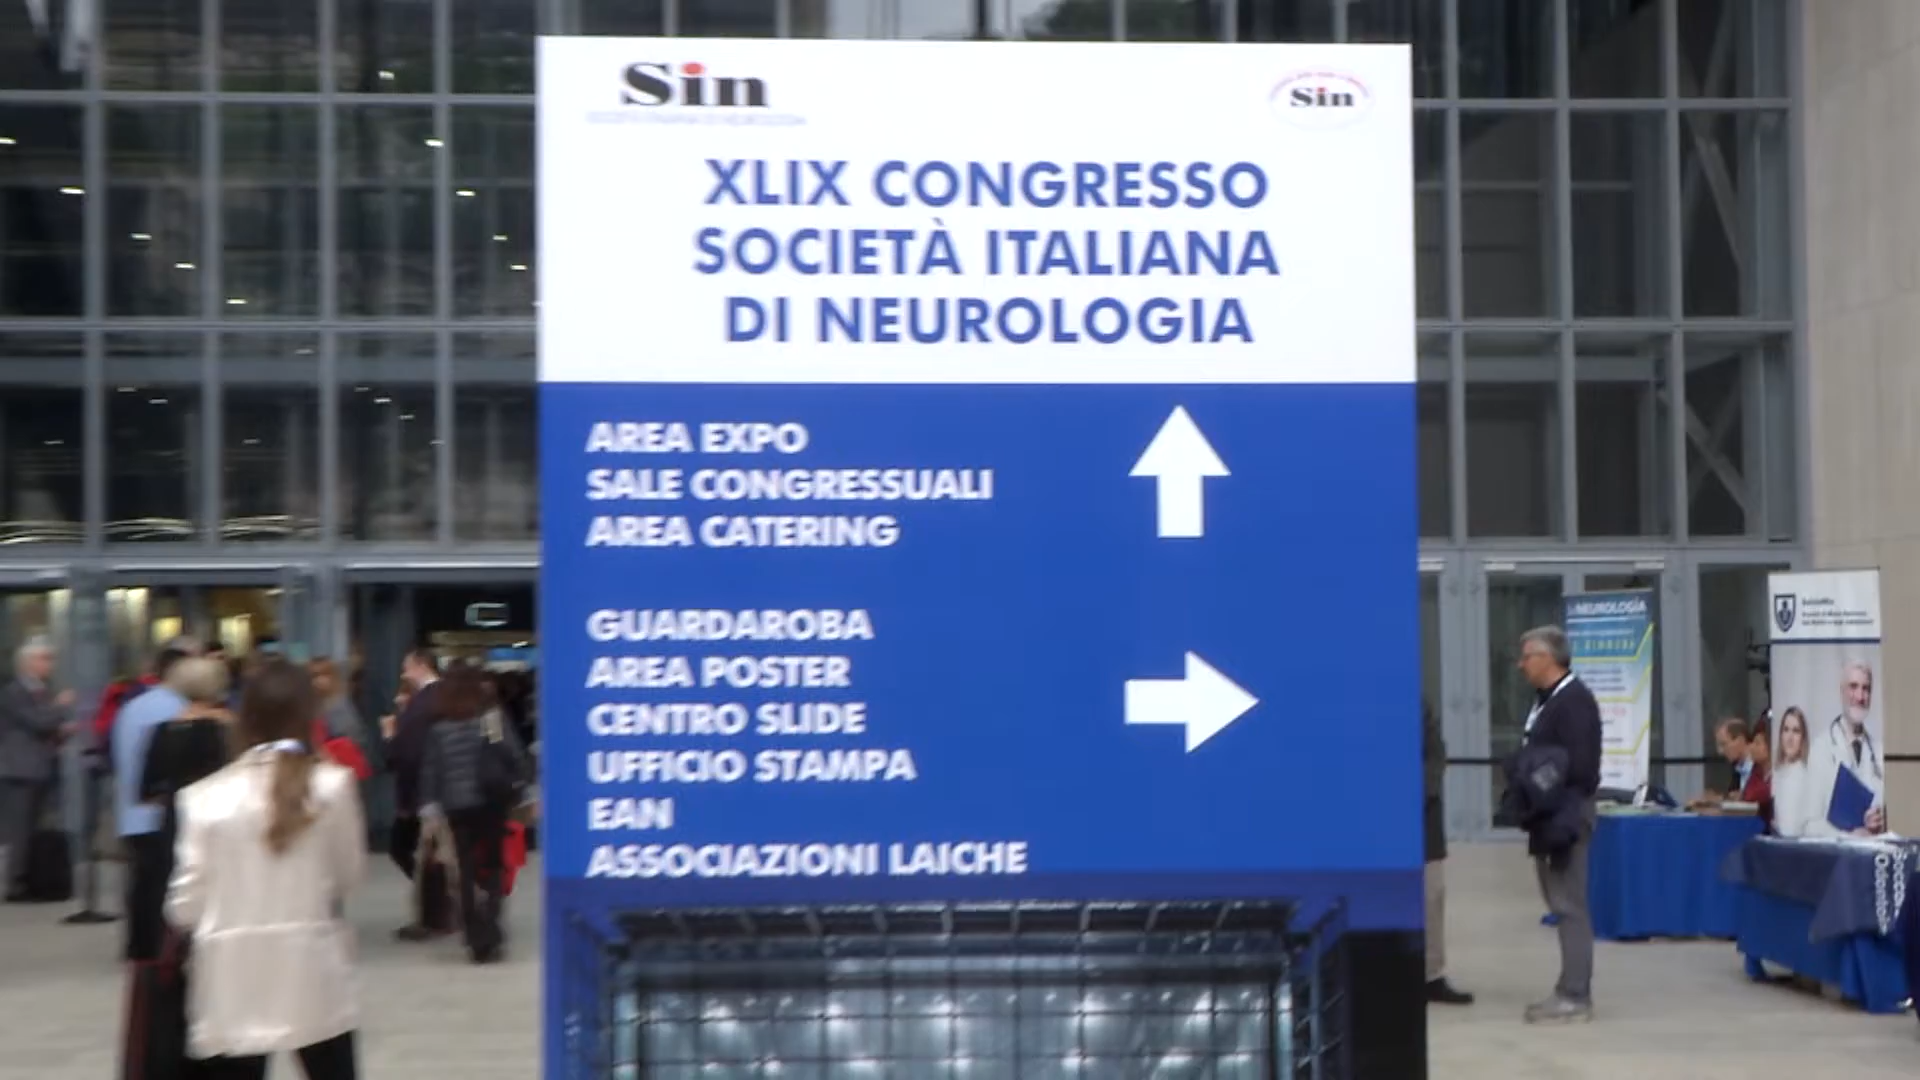 Sin
Sin
XLIX CONGRESSO
SOCIETÀ ITALIANA
DI NEUROLOGIA
AREA EXPO
SALE CONGRESSUALI
AREA CATERING
GUARDAROBA
AREA POSTER
CENTRO SLIDE
UFFICIO STAMPA
EAN
ASSOCIAZIONI LAICHE
NEUROLOGIA